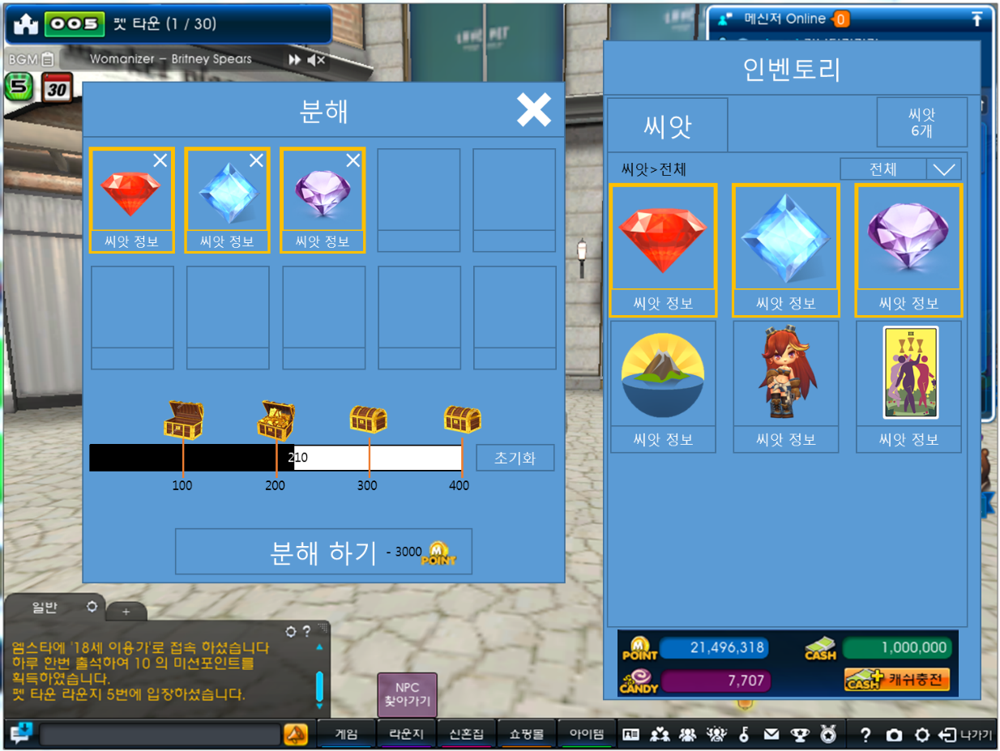 005 펫 타운 (1 / 30)
메신저 Online 0
BGM
Womanizer – Britney Spears
5
30
분해
인벤토리
씨앗
씨앗
6개
씨앗>전체
전체
씨앗 정보
씨앗 정보
씨앗 정보
씨앗 정보
씨앗 정보
씨앗 정보
III
씨앗 정보
씨앗 정보
씨앗 정보
210
초기화
100
200
300
400
분해 하기 - 3000 M POINT
일반
+
?
엠스타에 '18세 이용가'로 접속 하셨습니다
하루 한번 출석하여 10 의 미션포인트를
획득하였습니다.
펫 타운 라운지 5번에 입장하셨습니다.
NPC
찾아가기
M POINT 21,496,318
CASH 1,000,000
CANDY 7,707
CASH 캐쉬충전
게임
라운지
신혼집
쇼핑몰
아이템
?
나가기